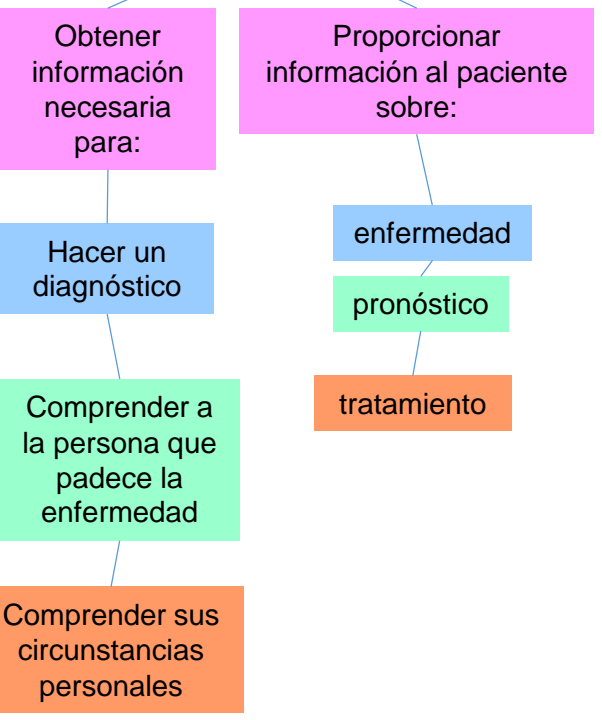 Obtener
información
necesaria
para:
Hacer un
diagnóstico
Comprender a
la persona que
padece la
enfermedad
Comprender sus
circunstancias
personales
Proporcionar
información al paciente
sobre:
enfermedad
pronóstico
tratamiento